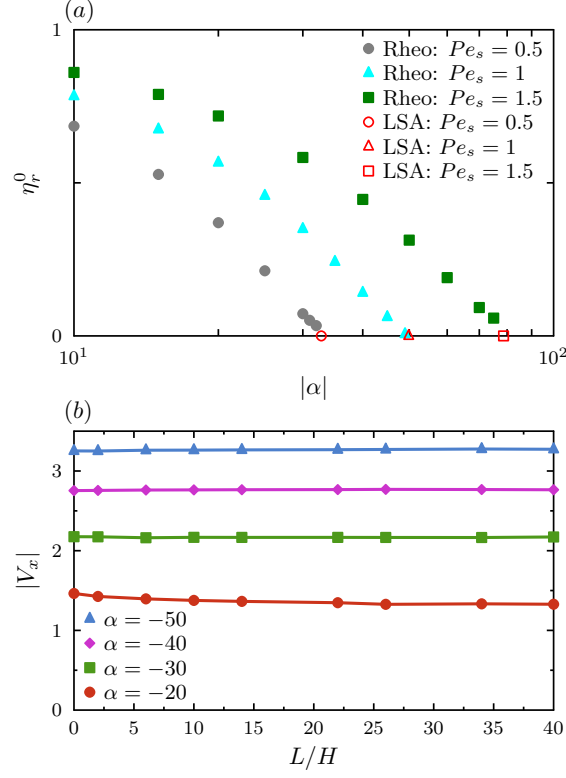 (a)
1
η_r^0
0
10^1
10^2
|α|
Rheo: Pe_s = 0.5
Rheo: Pe_s = 1
Rheo: Pe_s = 1.5
LSA: Pe_s = 0.5
LSA: Pe_s = 1
LSA: Pe_s = 1.5
(b)
3
2
1
0
|V_x|
α = −50
α = −40
α = −30
α = −20
0 5 10 15 20 25 30 35 40
L/H